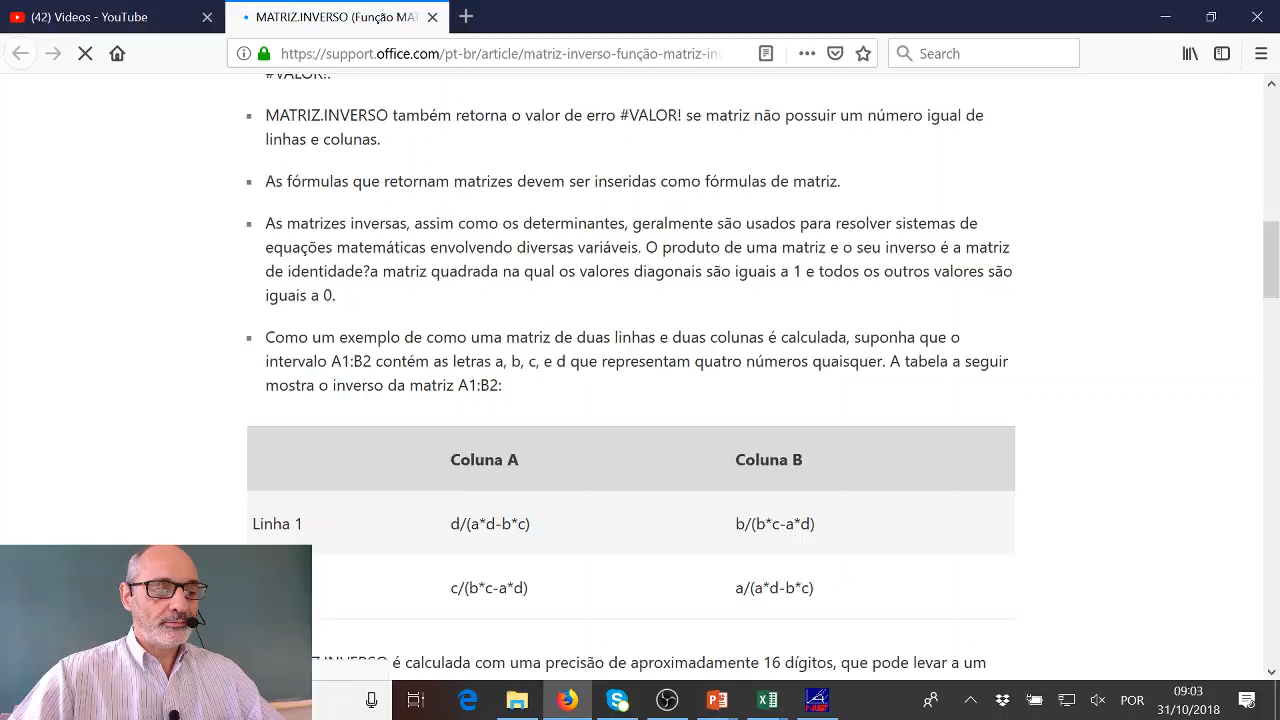 (42) Videos - YouTube
MATRIZ.INVERSO (Função MAT
https://support.office.com/pt-br/article/matriz-inverso-função-matriz-in
Search
#VALOR!.
MATRIZ.INVERSO também retorna o valor de erro #VALOR! se matriz não possuir um número igual de
linhas e colunas.
As fórmulas que retornam matrizes devem ser inseridas como fórmulas de matriz.
As matrizes inversas, assim como os determinantes, geralmente são usados para resolver sistemas de
equações matemáticas envolvendo diversas variáveis. O produto de uma matriz e o seu inverso é a matriz
de identidade?a matriz quadrada na qual os valores diagonais são iguais a 1 e todos os outros valores são
iguais a 0.
Como um exemplo de como uma matriz de duas linhas e duas colunas é calculada, suponha que o
intervalo A1:B2 contém as letras a, b, c, e d que representam quatro números quaisquer. A tabela a seguir
mostra o inverso da matriz A1:B2:
Coluna A Coluna B
Linha 1 d/(a*d-b*c) b/(b*c-a*d)
c/(b*c-a*d) a/(a*d-b*c)
é calculada com uma precisão de aproximadamente 16 dígitos, que pode levar a um
POR
09:03
31/10/2018